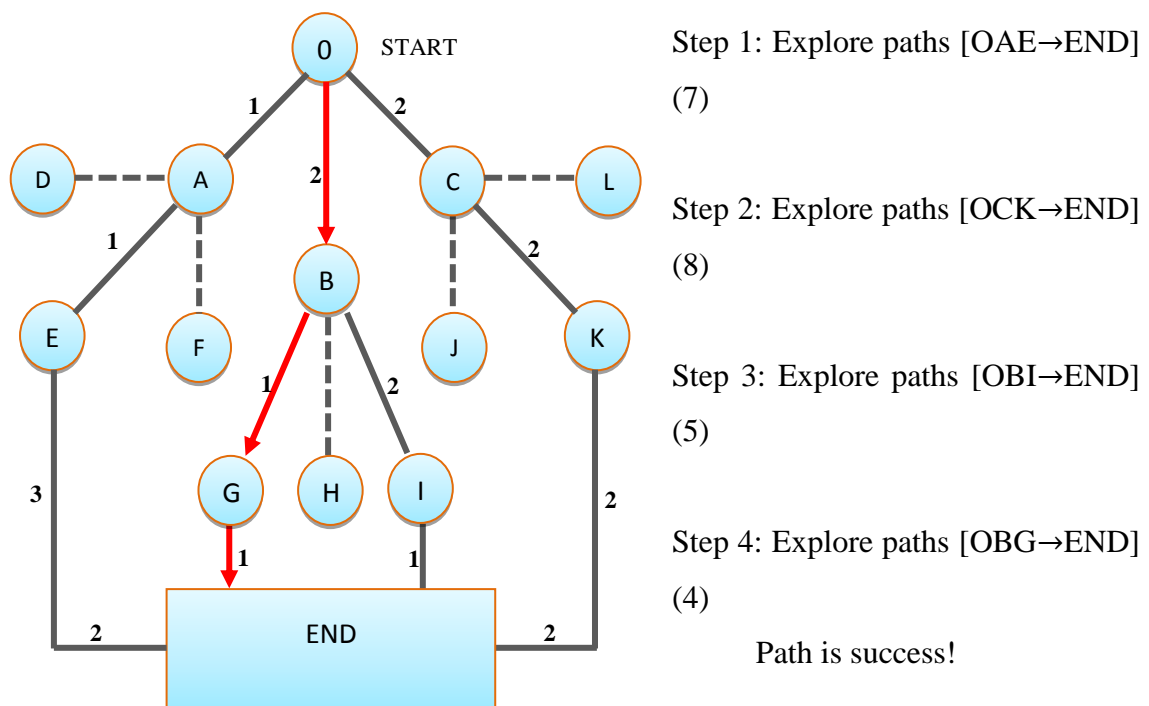 O START
1 2
D A 2 C L
1 B 2
E F J K
1 2
G H I
3 2
1 1
END
2 2
Step 1: Explore paths [OAE→END]
(7)
Step 2: Explore paths [OCK→END]
(8)
Step 3: Explore paths [OBI→END]
(5)
Step 4: Explore paths [OBG→END]
(4)
Path is success!